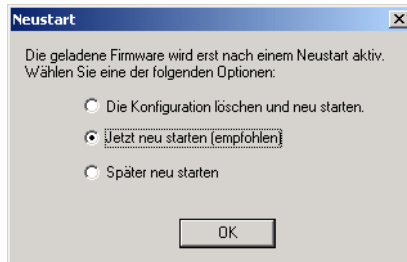 Neustart
Die geladene Firmware wird erst nach einem Neustart aktiv.
Wählen Sie eine der folgenden Optionen:
Die Konfiguration löschen und neu starten.
Jetzt neu starten (empfohlen)
Später neu starten
OK